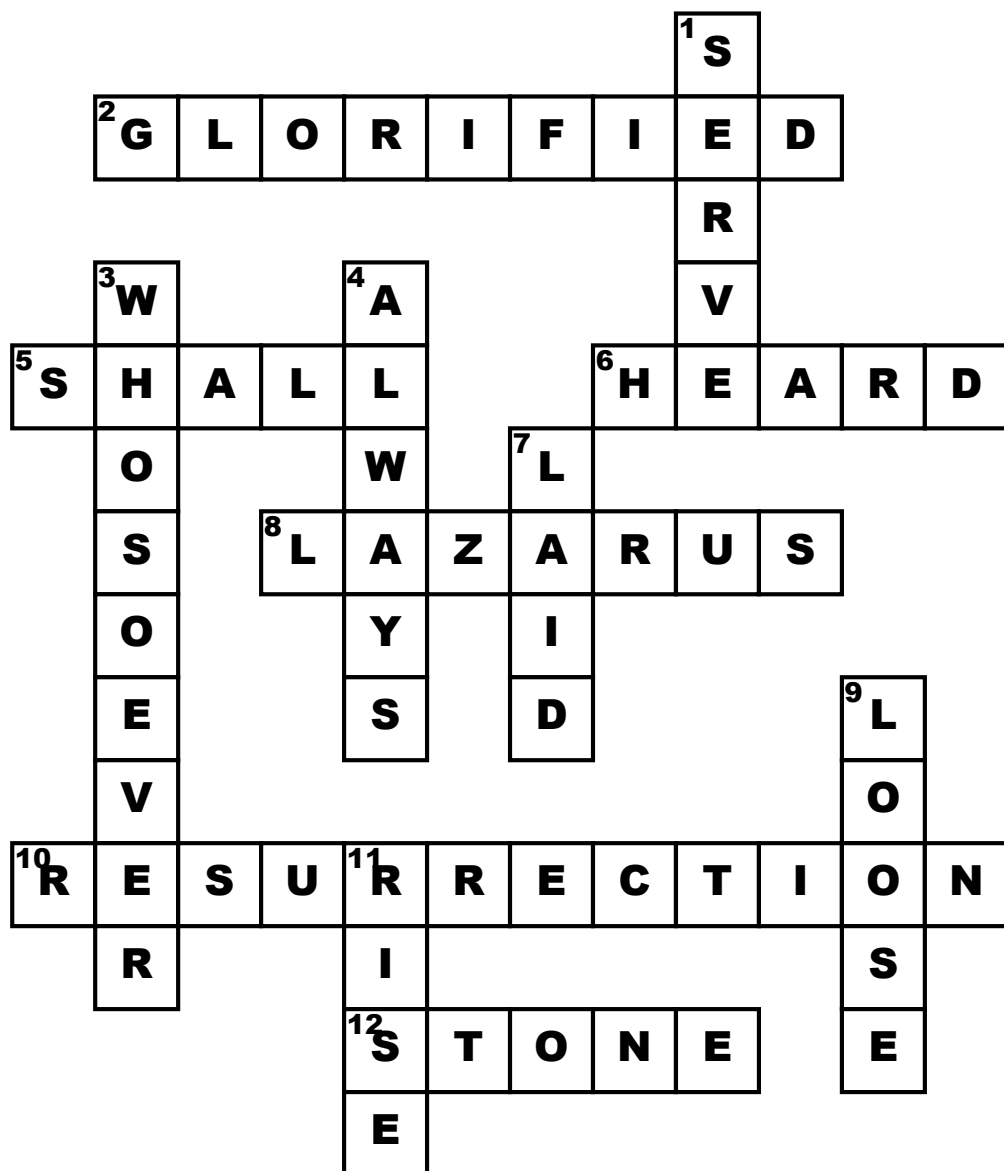 1 S
2 G L O R I F I E D
R
3 W 4 A V
5 S H A L L 6 H E A R D
O W 7 L
S 8 L A Z A R U S
O Y I
E S D 9 L
V O
10 R E S U 11 R R E C T I O N
R I S
12 S T O N E E
E